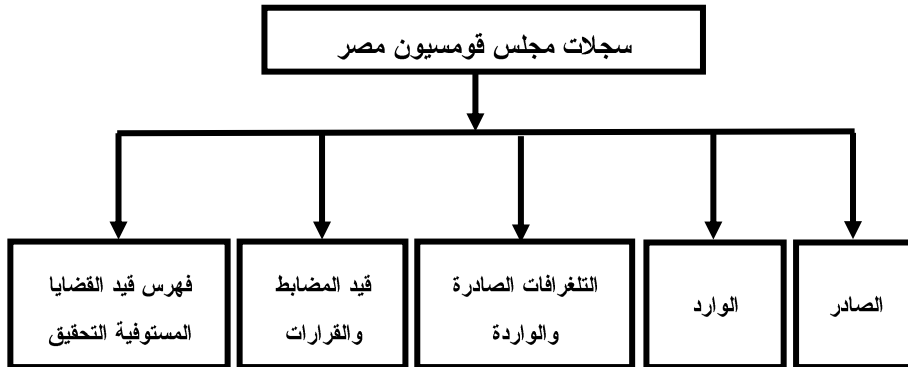 سجلات مجلس قومسيون مصر
الصادر
الوارد
التلغرافات الصادرة
والواردة
قيد المضابط
والقرارات
فهرس قيد القضايا
المستوفية التحقيق